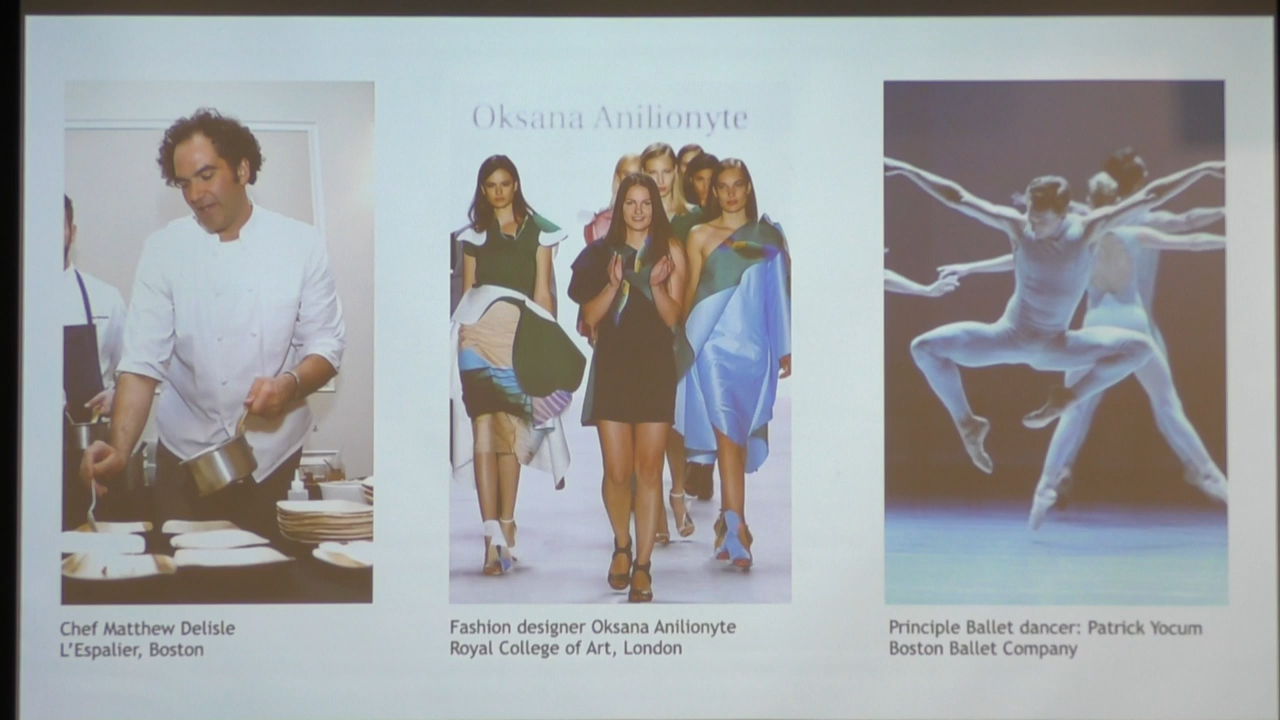 Oksana Anilionyte
Chef Matthew Delisle
L'Espalier, Boston
Fashion designer Oksana Anilionyte
Royal College of Art, London
Principle Ballet dancer: Patrick Yocum
Boston Ballet Company